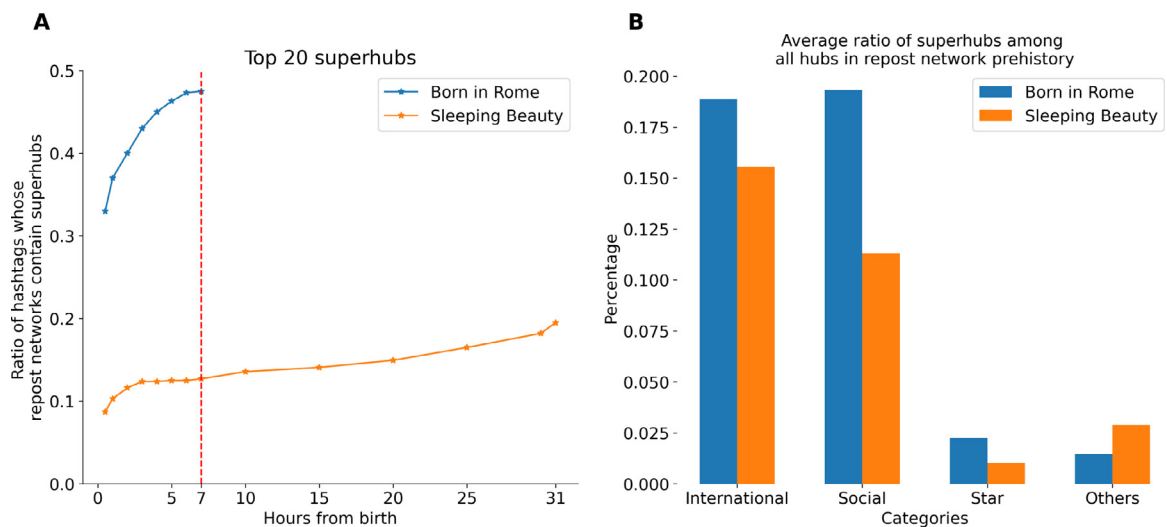 A
Top 20 superhubs
Ratio of hashtags whose
repost networks contain superhubs
0.5
0.4
0.3
0.2
0.1
0.0
Born in Rome
Sleeping Beauty
0 5 7 10 15 20 25 31
Hours from birth
B
Average ratio of superhubs among
all hubs in repost network prehistory
Percentage
0.200
0.175
0.150
0.125
0.100
0.075
0.050
0.025
0.000
Born in Rome
Sleeping Beauty
International Social Star Others
Categories